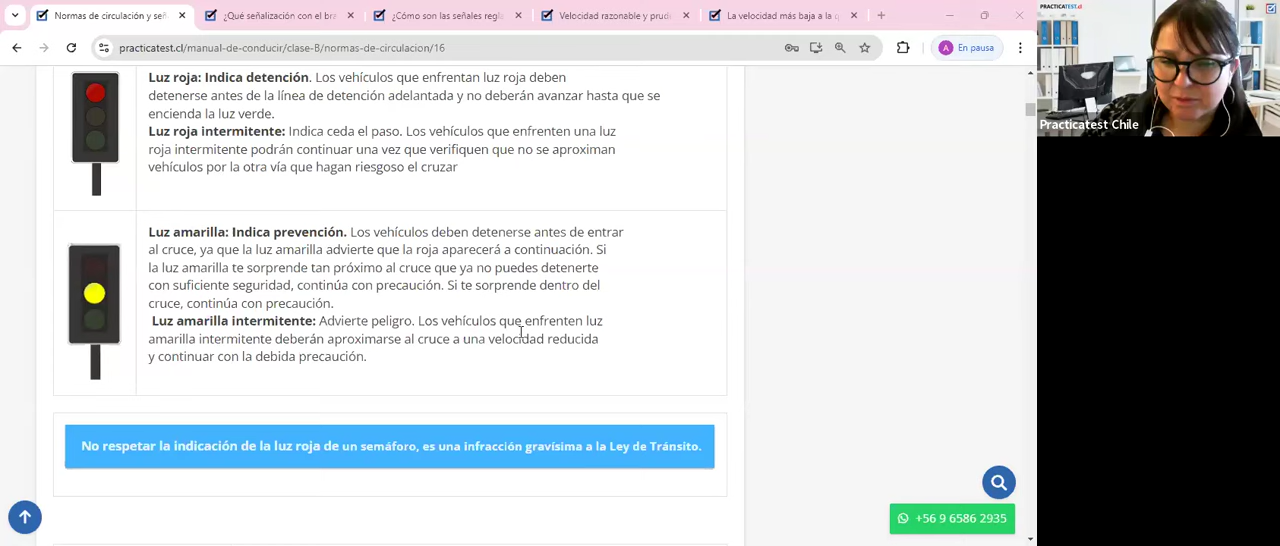 Normas de circulación y señ
¿Qué señalización con el bra
¿Cómo son las señales regl
Velocidad razonable y prud
La velocidad más baja a la q
practicatest.cl/manual-de-conducir/clase-B/normas-de-circulacion/16
A En pausa
PRACTICATEST.cl
Practicatest Chile
Luz roja: Indica detención. Los vehículos que enfrentan luz roja deben
detenerse antes de la línea de detención adelantada y no deberán avanzar hasta que se
encienda la luz verde.
Luz roja intermitente: Indica ceda el paso. Los vehículos que enfrenten una luz
roja intermitente podrán continuar una vez que verifiquen que no se aproximan
vehículos por la otra vía que hagan riesgoso el cruzar
Luz amarilla: Indica prevención. Los vehículos deben detenerse antes de entrar
al cruce, ya que la luz amarilla advierte que la roja aparecerá a continuación. Si
la luz amarilla te sorprende tan próximo al cruce que ya no puedes detenerte
con suficiente seguridad, continúa con precaución. Si te sorprende dentro del
cruce, continúa con precaución.
Luz amarilla intermitente: Advierte peligro. Los vehículos que enfrenten luz
amarilla intermitente deberán aproximarse al cruce a una velocidad reducida
y continuar con la debida precaución.
No respetar la indicación de la luz roja de un semáforo, es una infracción gravísima a la Ley de Tránsito.
+56 9 6586 2935